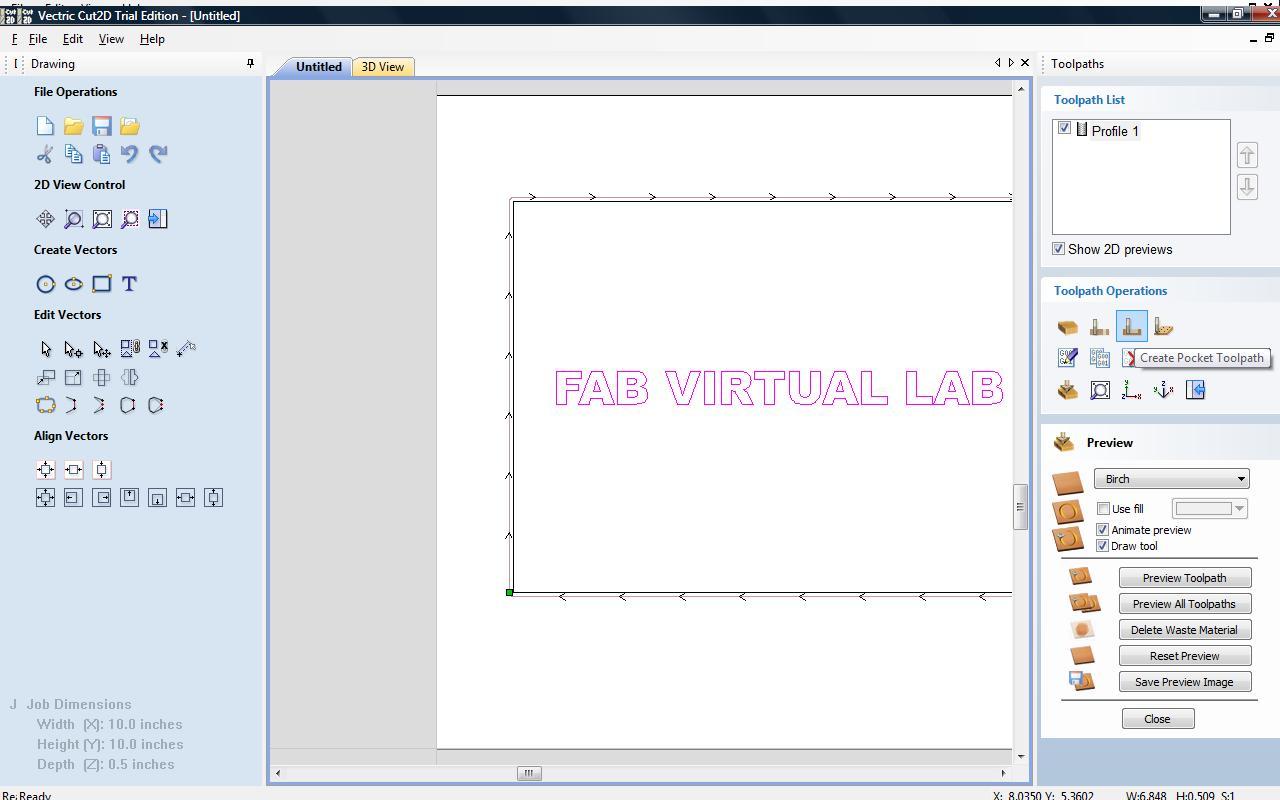 Vectric Cut2D Trial Edition - [Untitled]
F File Edit View Help
[ Drawing
Untitled
3D View
Toolpaths
File Operations
2D View Control
Create Vectors
T
Edit Vectors
Align Vectors
J Job Dimensions
Width (X): 10.0 inches
Height (Y): 10.0 inches
Depth (Z): 0.5 inches
FAB VIRTUAL LAB
Toolpath List
Profile 1
Show 2D previews
Toolpath Operations
Create Pocket Toolpath
Preview
Birch
Use fill
Animate preview
Draw tool
Preview Toolpath
Preview All Toolpaths
Delete Waste Material
Reset Preview
Save Preview Image
Close
Re;Ready
X: 8.0350 Y: 5.3602 W:6.848 H:0.509 S:1